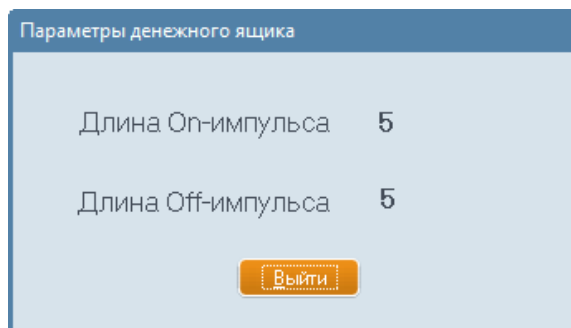 Параметры денежного ящика
Длина On-импульса 5
Длина Off-импульса 5
Выйти